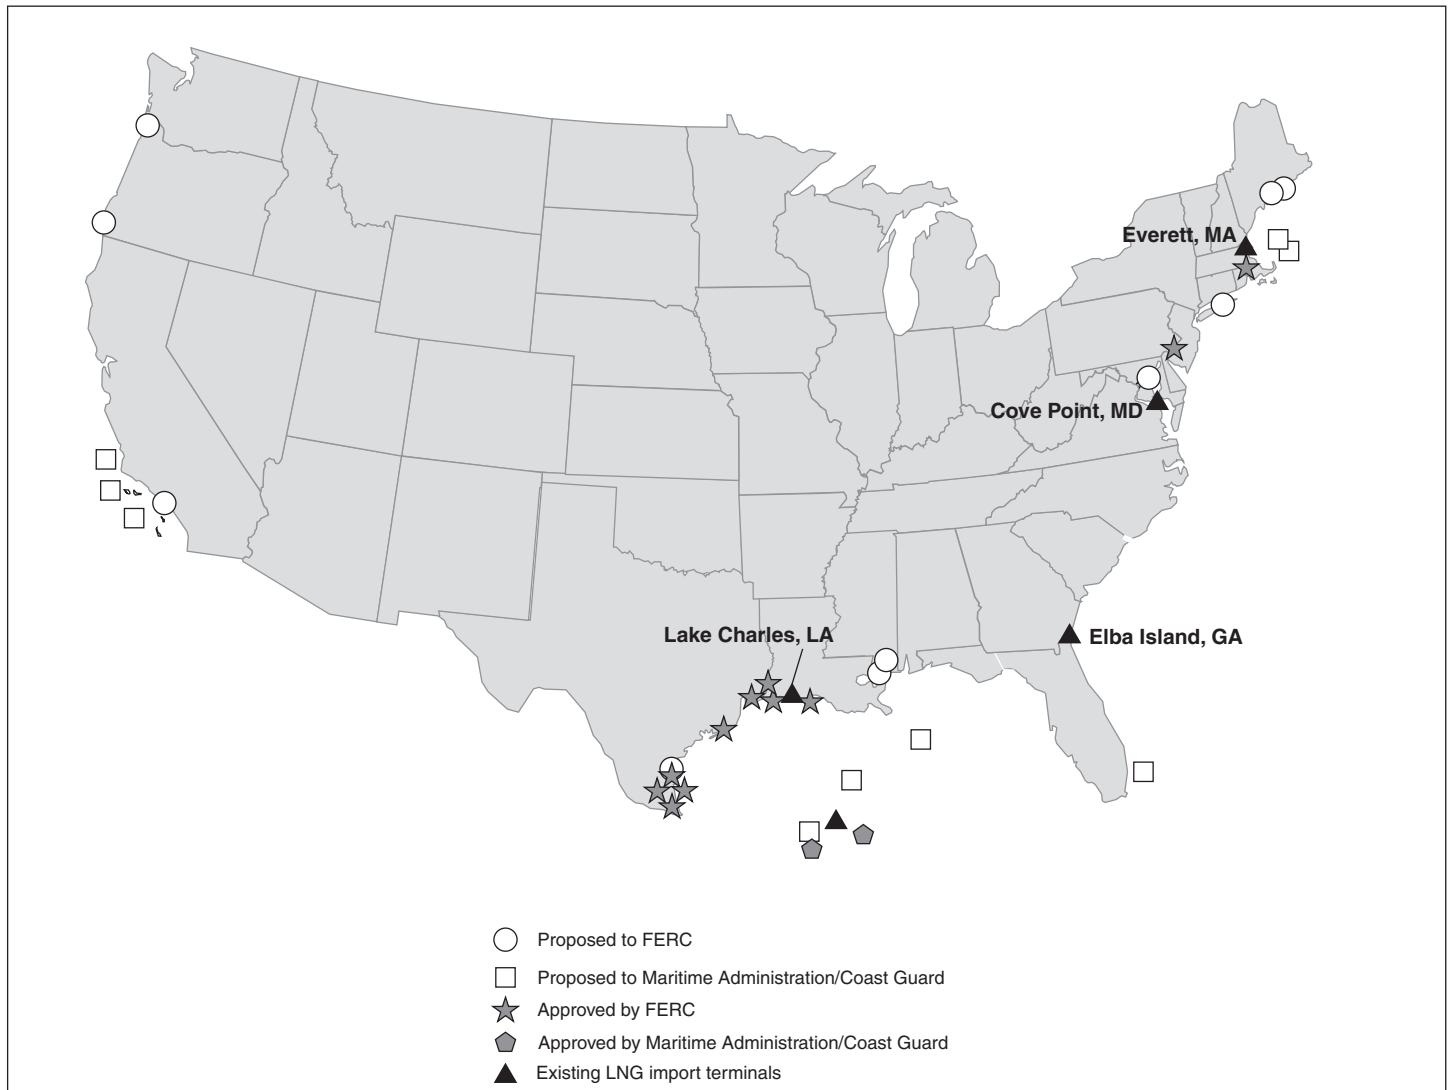 Everett, MA
Cove Point, MD
Lake Charles, LA
Elba Island, GA
Proposed to FERC
Proposed to Maritime Administration/Coast Guard
Approved by FERC
Approved by Maritime Administration/Coast Guard
Existing LNG import terminals